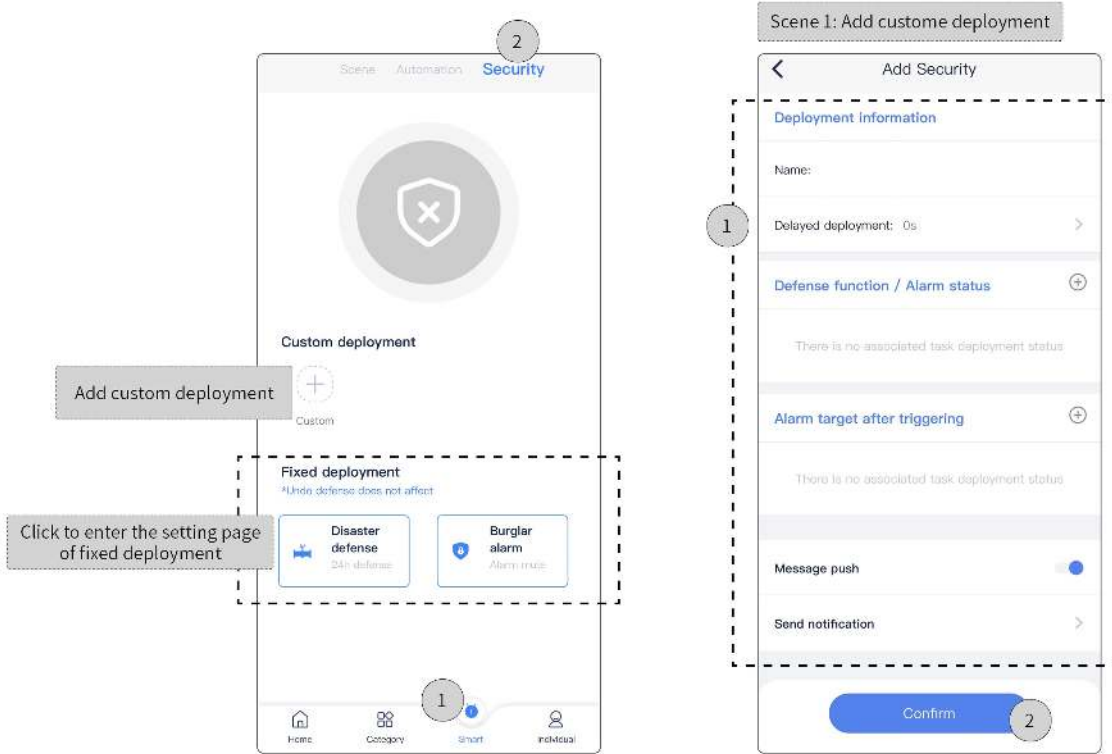 Scene 1: Add custome deployment
2
Scene Automation Security
Custom deployment
Add custom deployment
Custom
Fixed deployment
*Undo defense does not affect
Click to enter the setting page
of fixed deployment
Disaster
defense
24h defense
Burglar
alarm
Alarm mute
1
Home
Category
Smart
Individual
Add Security
Deployment information
Name:
1
Delayed deployment: 0s
Defense function / Alarm status
There is no associated task deployment status
Alarm target after triggering
There is no associated task deployment status
Message push
Send notification
Confirm
2